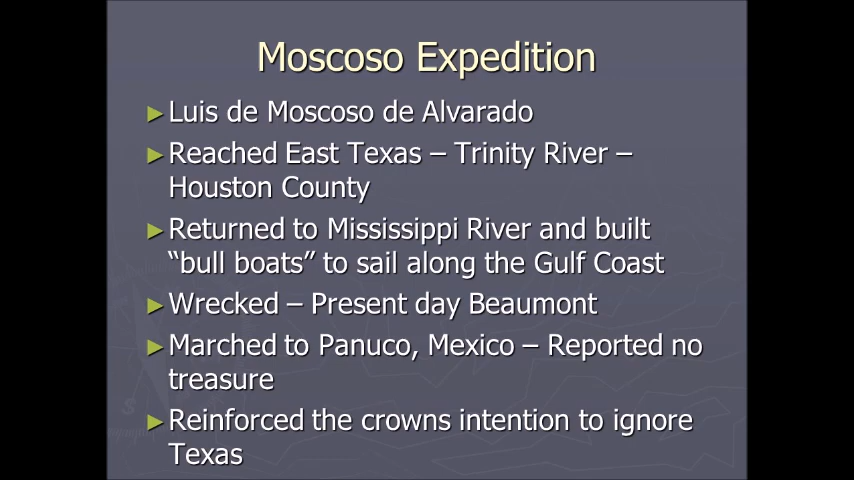 Moscoso Expedition
►Luis de Moscoso de Alvarado
►Reached East Texas – Trinity River –
Houston County
►Returned to Mississippi River and built
“bull boats” to sail along the Gulf Coast
►Wrecked – Present day Beaumont
►Marched to Panuco, Mexico – Reported no
treasure
►Reinforced the crowns intention to ignore
Texas